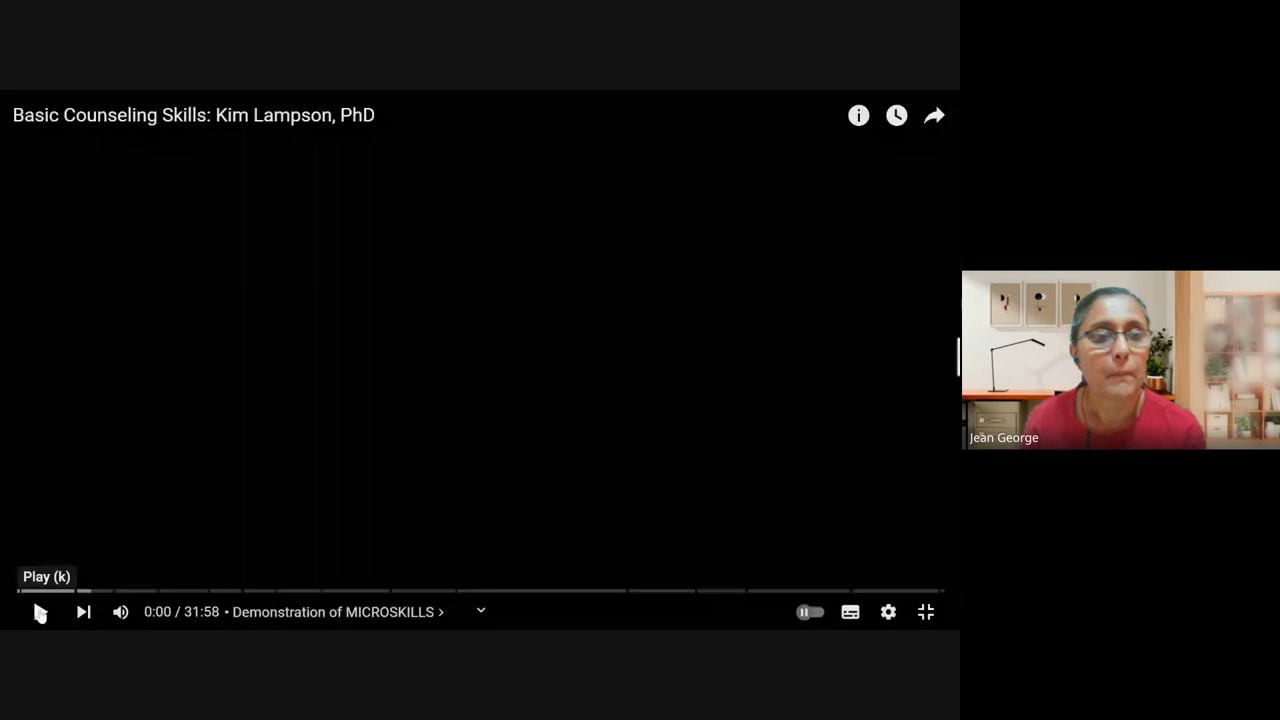 Basic Counseling Skills: Kim Lampson, PhD
Jean George
Play (k)
0:00 / 31:58 • Demonstration of MICROSKILLS